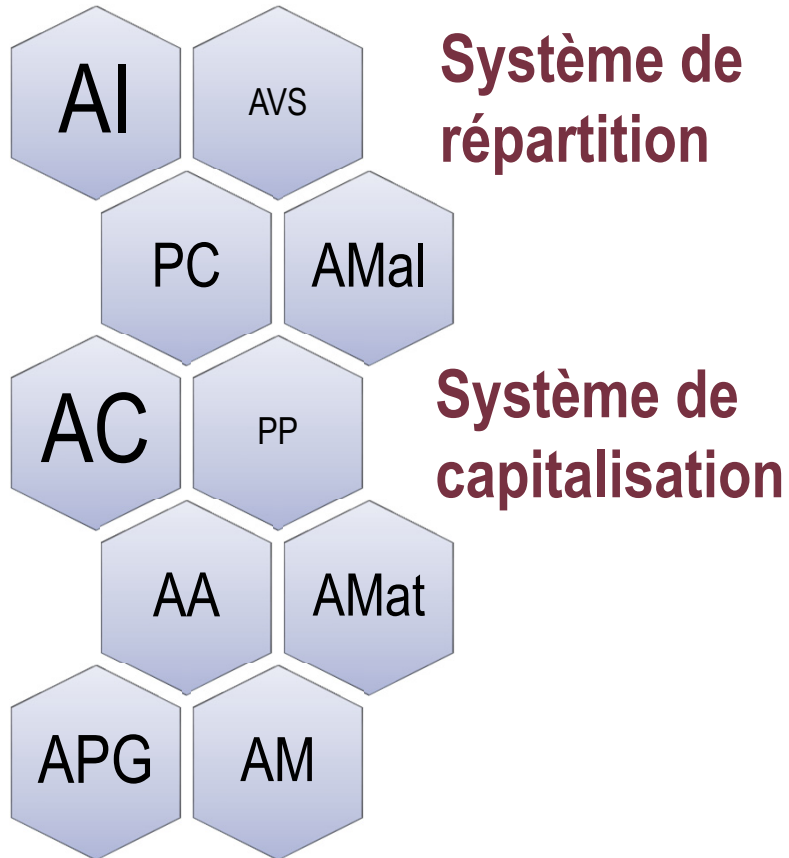 AI
AVS
Système de
répartition
PC
AMal
AC
PP
Système de
capitalisation
AA
AMat
APG
AM